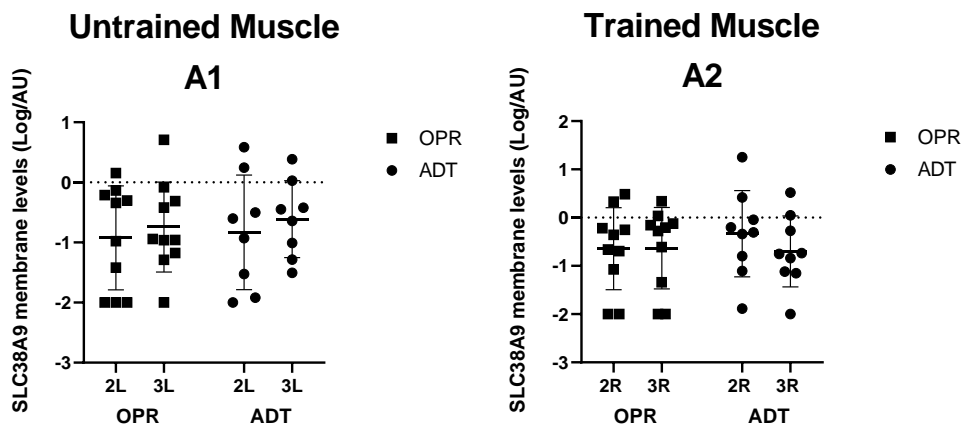 Untrained Muscle
A1
SLC38A9 membrane levels (Log/AU)
1
0
-1
-2
-3
2L 3L 2L 3L
OPR ADT
OPR
ADT
Trained Muscle
A2
SLC38A9 membrane levels (Log/AU)
2
1
0
-1
-2
-3
2R 3R 2R 3R
OPR ADT
OPR
ADT